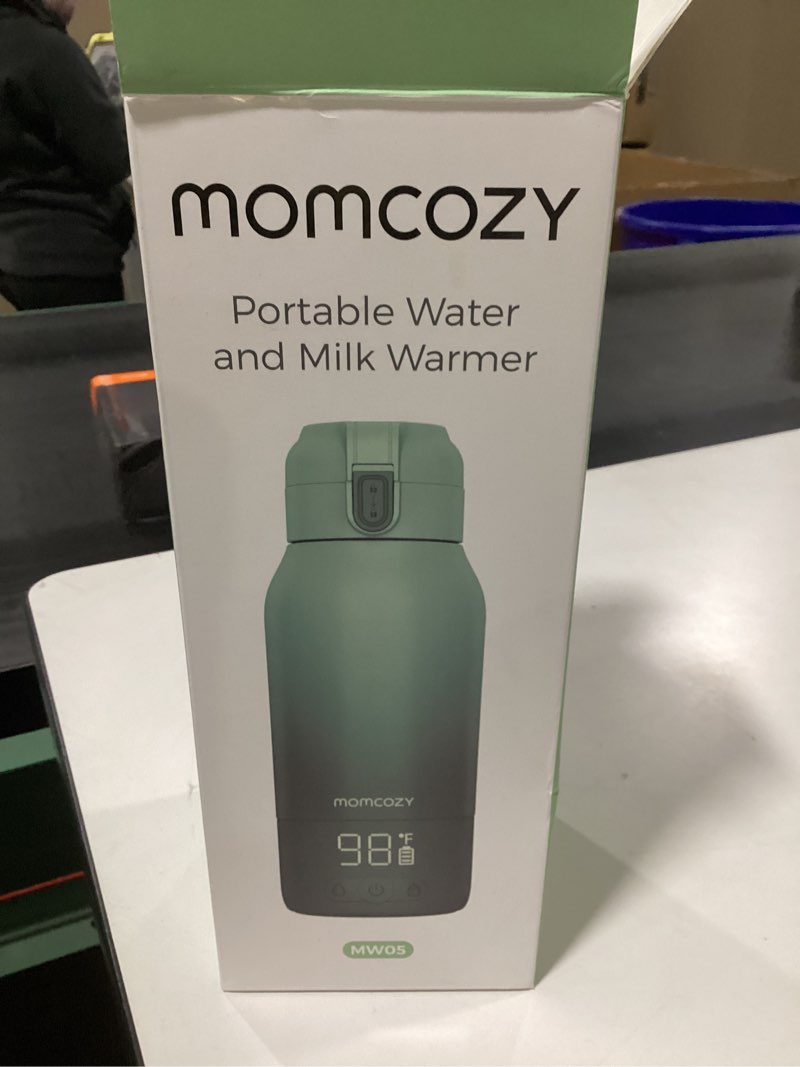 momcozy
Portable Water
and Milk Warmer
momcozy
98°F
MW05